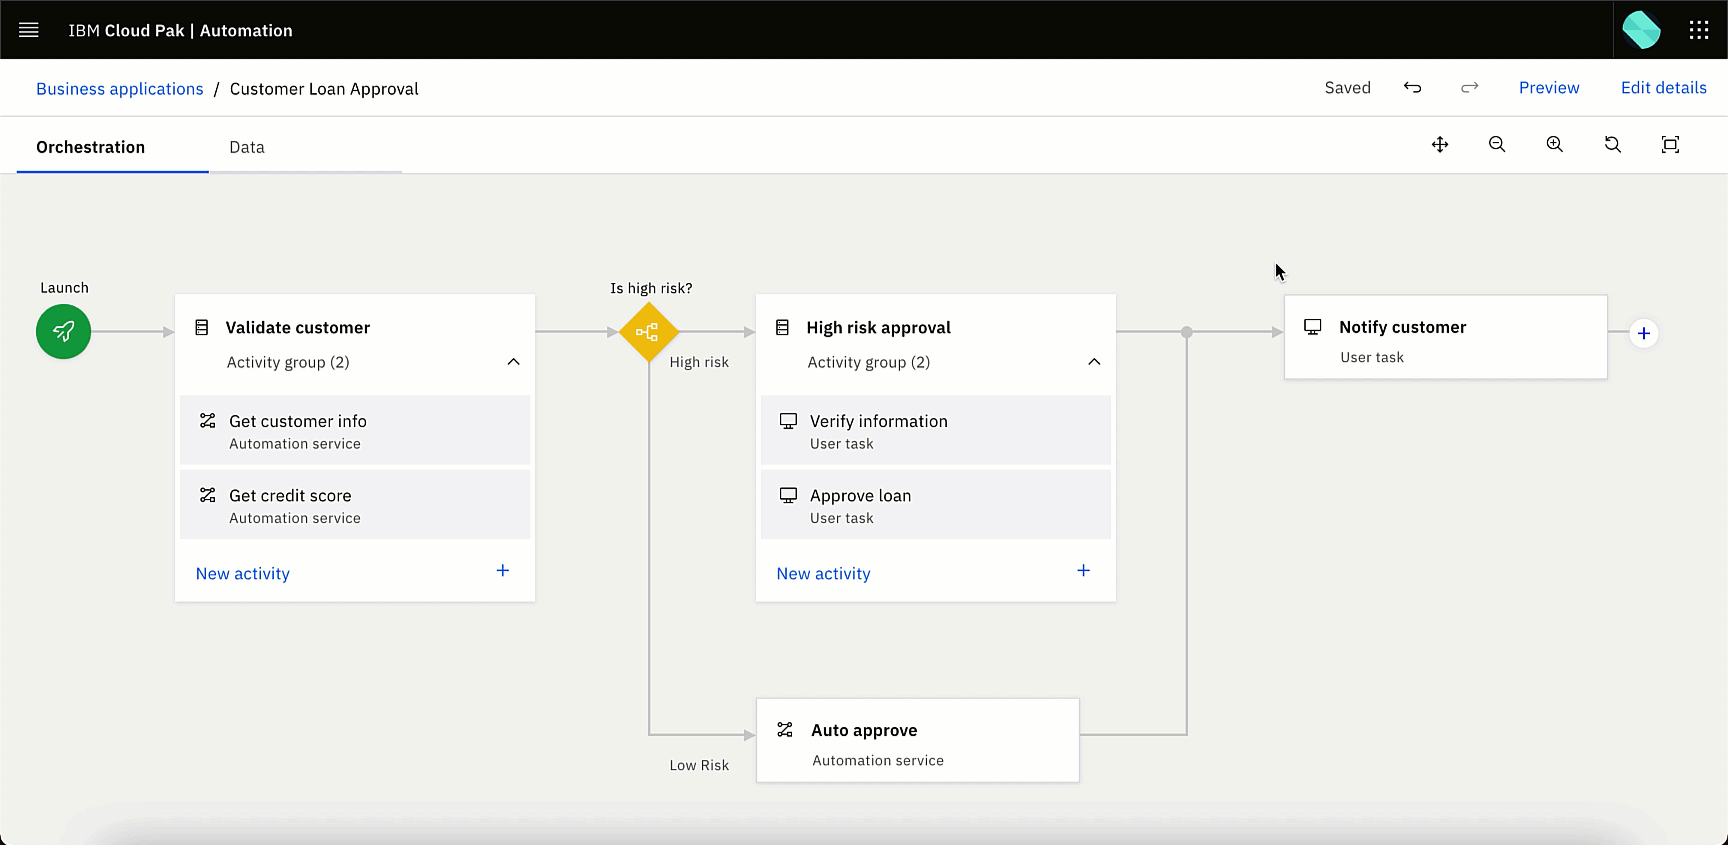 IBM Cloud Pak | Automation
Business applications / Customer Loan Approval
Saved
Preview
Edit details
Orchestration
Data
Launch
Validate customer
Activity group (2)
Get customer info
Automation service
Get credit score
Automation service
New activity
Is high risk?
High risk
High risk approval
Activity group (2)
Verify information
User task
Approve loan
User task
New activity
Notify customer
User task
Low Risk
Auto approve
Automation service